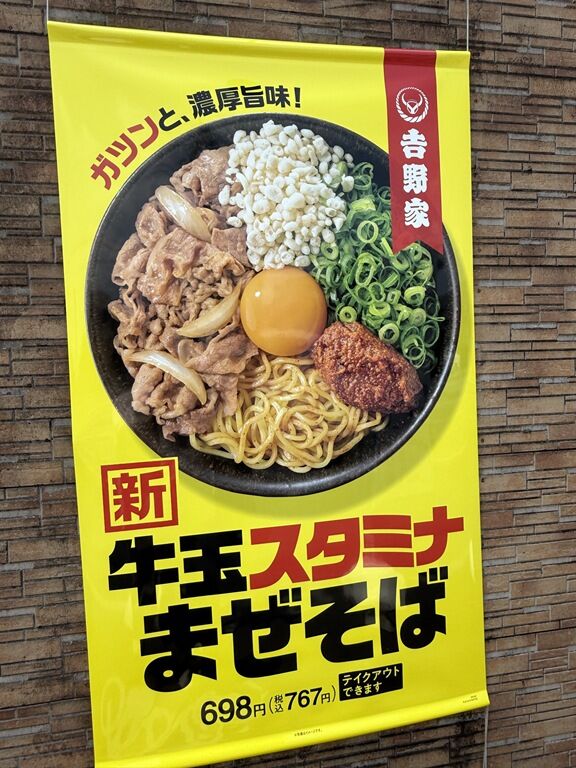 ガツンと、濃厚旨味!
吉野家
新
牛玉スタミナ
まぜそば
698円(税込767円)
テイクアウト
できます